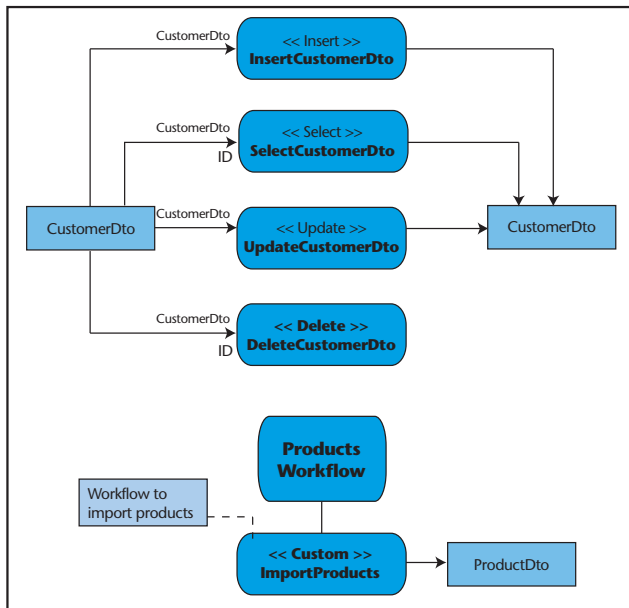 CustomerDto
<< Insert >>
InsertCustomerDto
CustomerDto
ID
<< Select >>
SelectCustomerDto
CustomerDto
CustomerDto
<< Update >>
UpdateCustomerDto
CustomerDto
CustomerDto
ID
<< Delete >>
DeleteCustomerDto
Products
Workflow
Workflow to
import products
<< Custom >>
ImportProducts
ProductDto